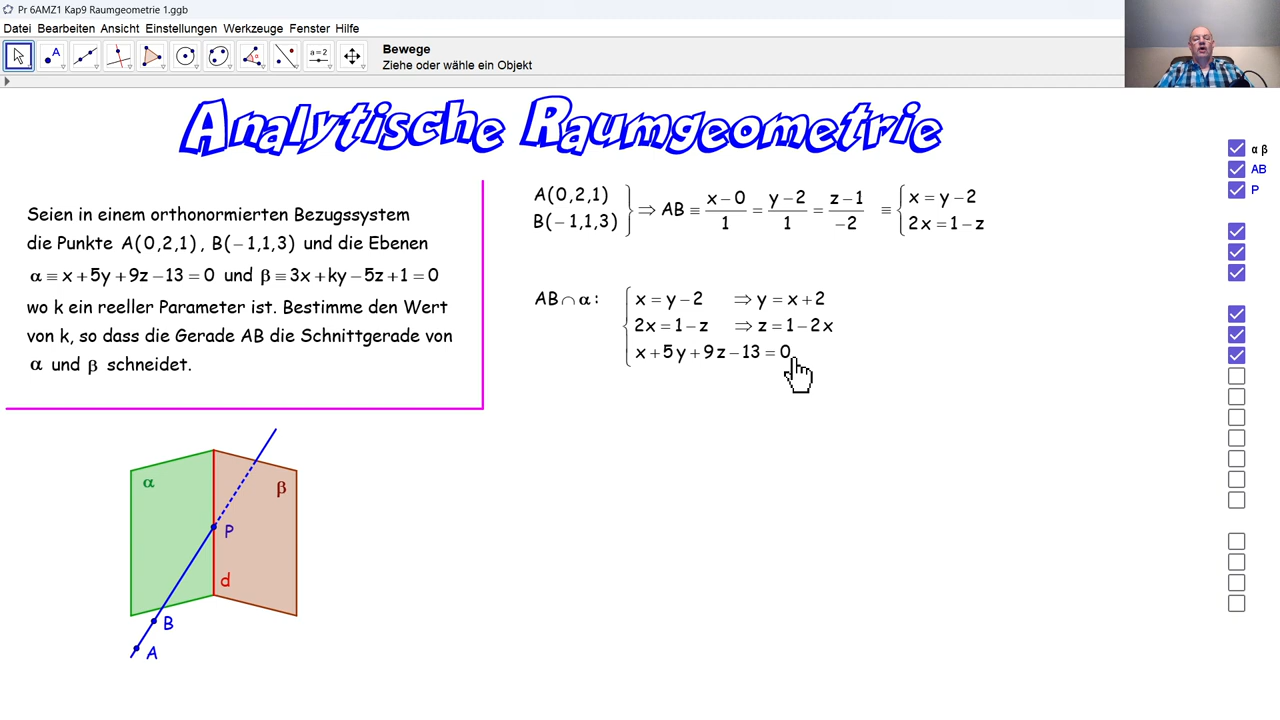 Pr 6AMZ1 Kap9 Raumgeometrie 1.ggb
Datei Bearbeiten Ansicht Einstellungen Werkzeuge Fenster Hilfe
A a=2
Bewege
Ziehe oder wähle ein Objekt
Analytische Raumgeometrie
Seien in einem orthonormierten Bezugssystem
die Punkte A(0,2,1), B(−1,1,3) und die Ebenen
α ≡ x+5y+9z−13=0 und β ≡ 3x+ky−5z+1=0
wo k ein reeller Parameter ist. Bestimme den Wert
von k, so dass die Gerade AB die Schnittgerade von
α und β schneidet.
A(0,2,1)
B(−1,1,3) } ⇒ AB ≡ x−0/1 = y−2/1 = z−1/−2 ≡ { x=y−2
2x=1−z
AB∩α: { x=y−2 ⇒ y=x+2
2x=1−z ⇒ z=1−2x
x+5y+9z−13=0
α
β
P
d
B
A
α β
AB
P